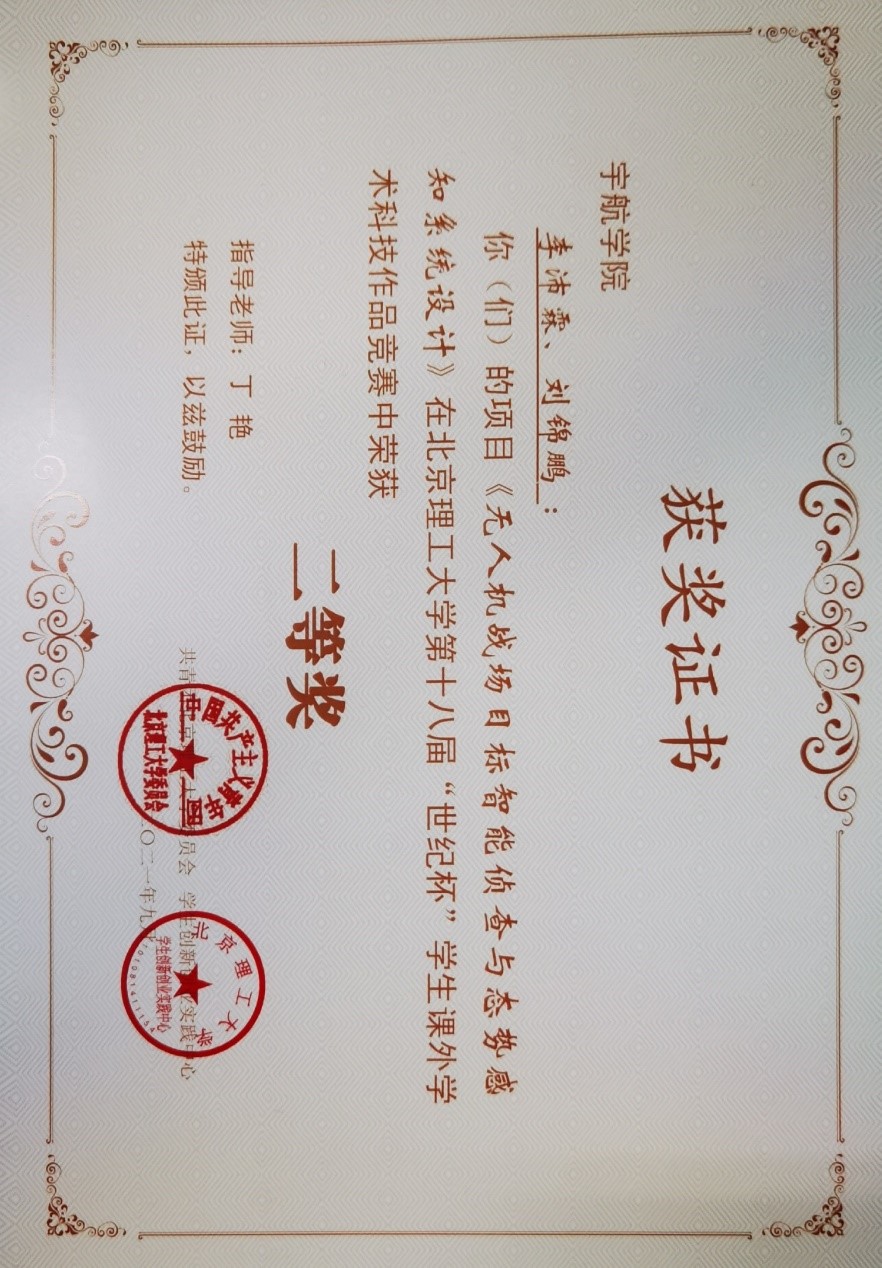 获奖证书
宇航学院
李沛霖、刘锦鹏：
你（们）的项目《无人机战场目标智能侦查与态势感
知系统设计》在北京理工大学第十八届“世纪杯”学生课外学
术科技作品竞赛中荣获
二等奖
指导老师：丁 艳
特颁此证，以兹鼓励。
共青团北京理工大学委员会 学生创新创业实践中心
二〇二一年九月
中国共产主义青年团
北京理工大学委员会
北京理工大学
学生创新创业实践中心